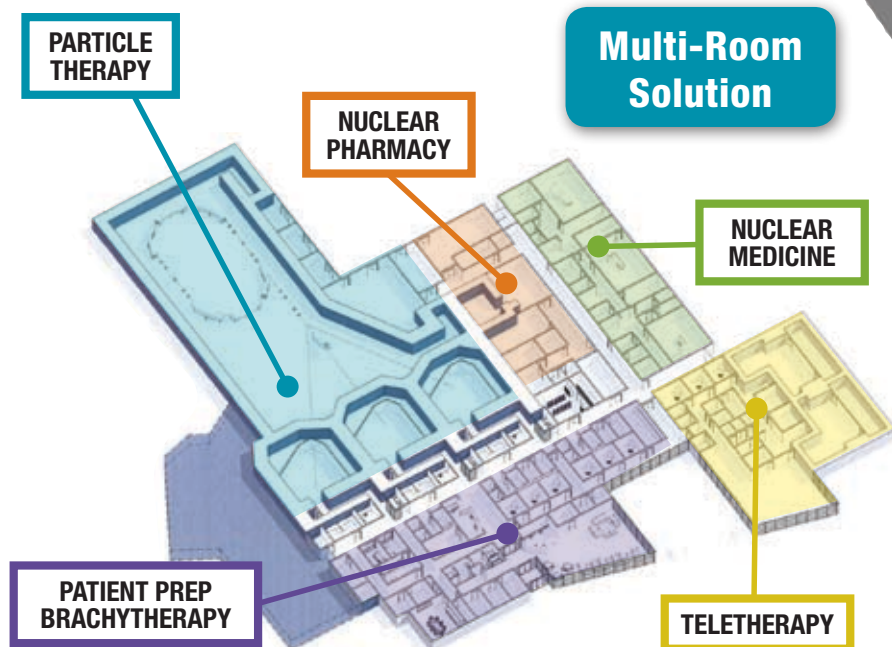 PARTICLE
THERAPY
Multi-Room
Solution
NUCLEAR
PHARMACY
NUCLEAR
MEDICINE
PATIENT PREP
BRACHYTHERAPY
TELETHERAPY